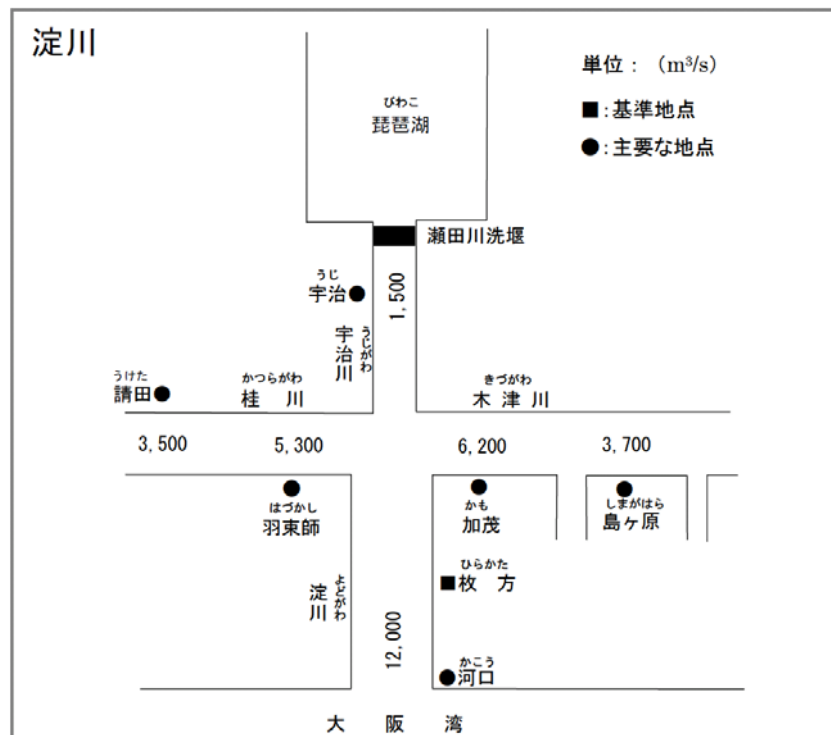 淀川
単位：（m³/s）
■：基準地点
●：主要な地点
びわこ
琵琶湖
瀬田川洗堰
うじ
宇治●
1,500
宇治川
うじがわ
うけた
請田●
かつらがわ
桂川
きづがわ
木津川
3,500
5,300
6,200
3,700
はづかし
羽束師
かも
加茂
しまがはら
島ヶ原
ひらかた
■枚方
淀川
よどがわ
12,000
かこう
●河口
大阪湾